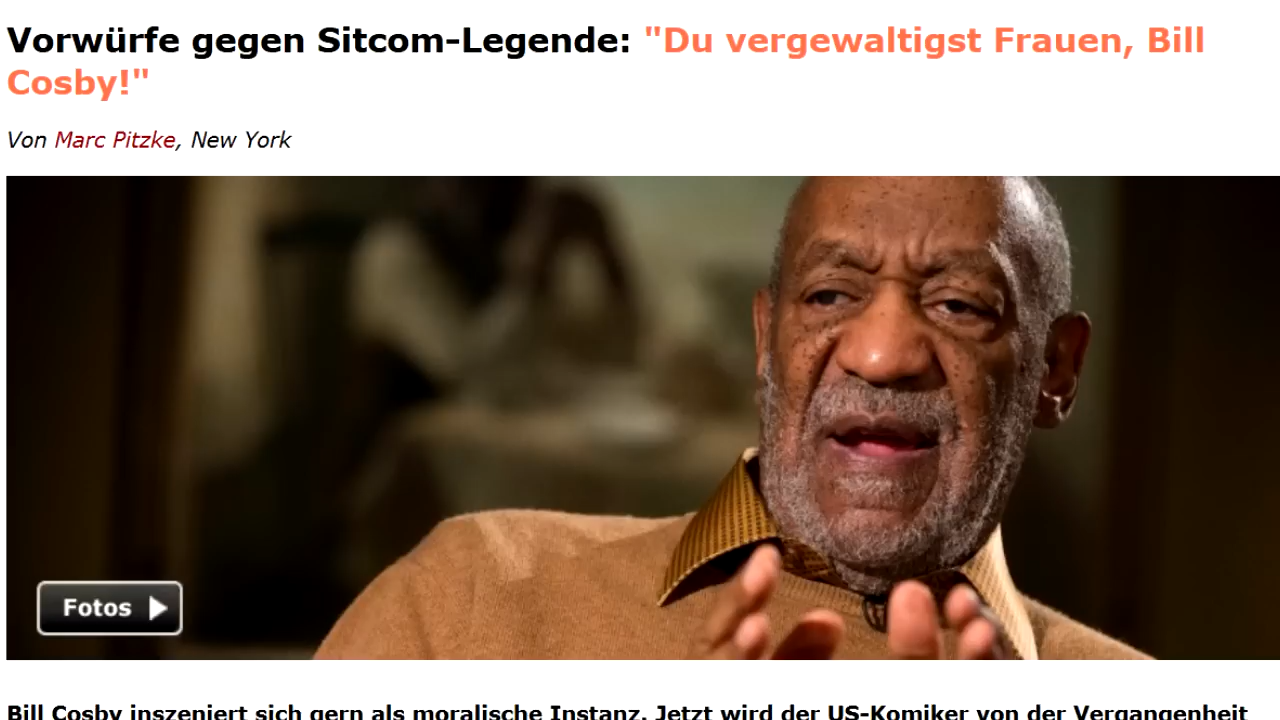 Vorwürfe gegen Sitcom-Legende: "Du vergewaltigst Frauen, Bill
Cosby!"
Von Marc Pitzke, New York
Fotos
Bill Cosby inszeniert sich gern als moralische Instanz. Jetzt wird der US-Komiker von der Vergangenheit